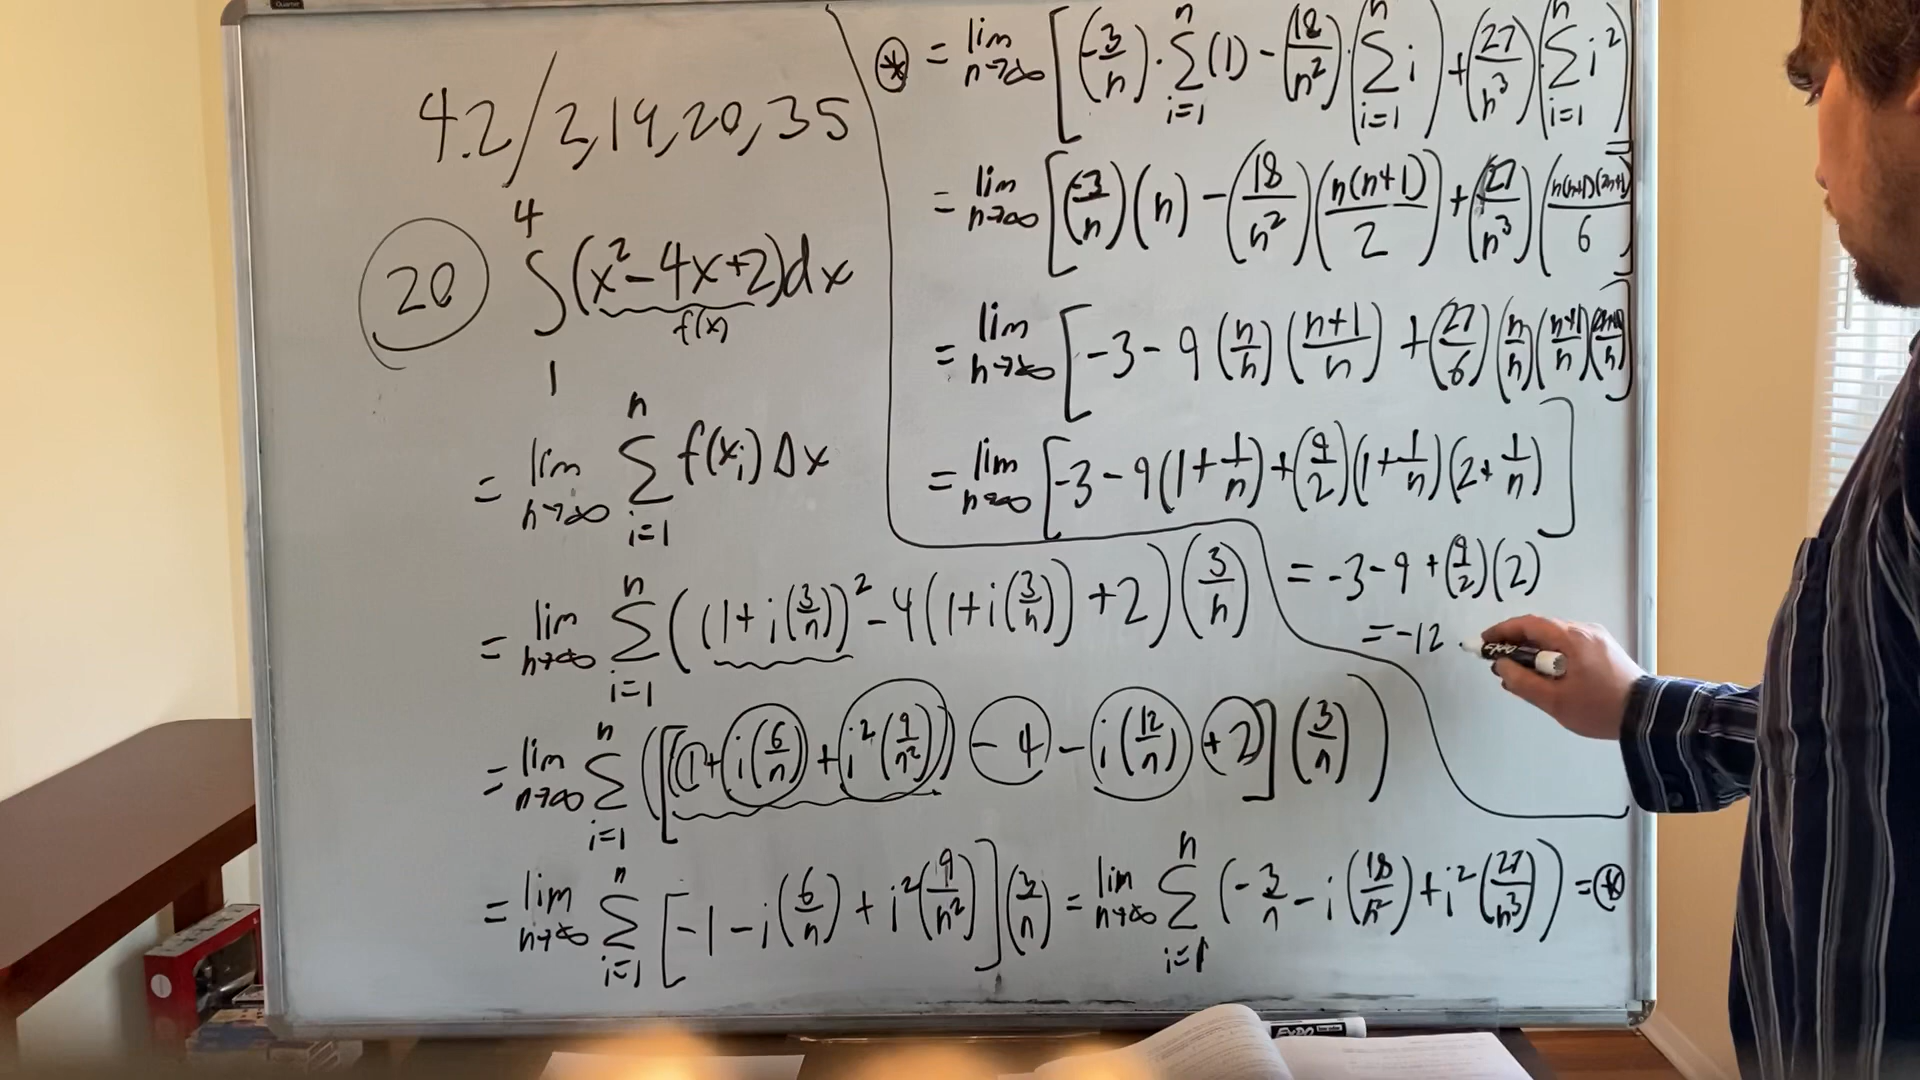 4.2/2,19,20,35
20 ∫₁⁴ (x²-4x+2)dx
f(x)
= lim n→∞ Σ i=1 n f(xᵢ) Δx
= lim n→∞ Σ i=1 n ((1+i(3/n))² - 4(1+i(3/n)) + 2)(3/n)
= lim n→∞ Σ i=1 n ([(1+i(6/n)+i²(9/n²)) - 4 - i(12/n) + 2](3/n))
= lim n→∞ Σ i=1 n [-1 - i(6/n) + i²(9/n²)](3/n) = lim n→∞ Σ i=1 n (-3/n - i(18/n²) + i²(27/n³)) = *
* = lim n→∞ [(-3/n)·Σ i=1 n (1) - (18/n²)·(Σ i=1 n i) + (27/n³)(Σ i=1 n i²)]
= lim n→∞ [(-3/n)(n) - (18/n²)(n(n+1)/2) + (27/n³)(n(n+1)(2n+1)/6)]
= lim n→∞ [-3 - 9(n/n)(n+1/n) + (27/6)(n/n)(n+1/n)(2n+1/n)]
= lim n→∞ [-3 - 9(1+1/n) + (9/2)(1+1/n)(2+1/n)]
= -3 - 9 + (9/2)(2)
= -12
EXPO
EXPO